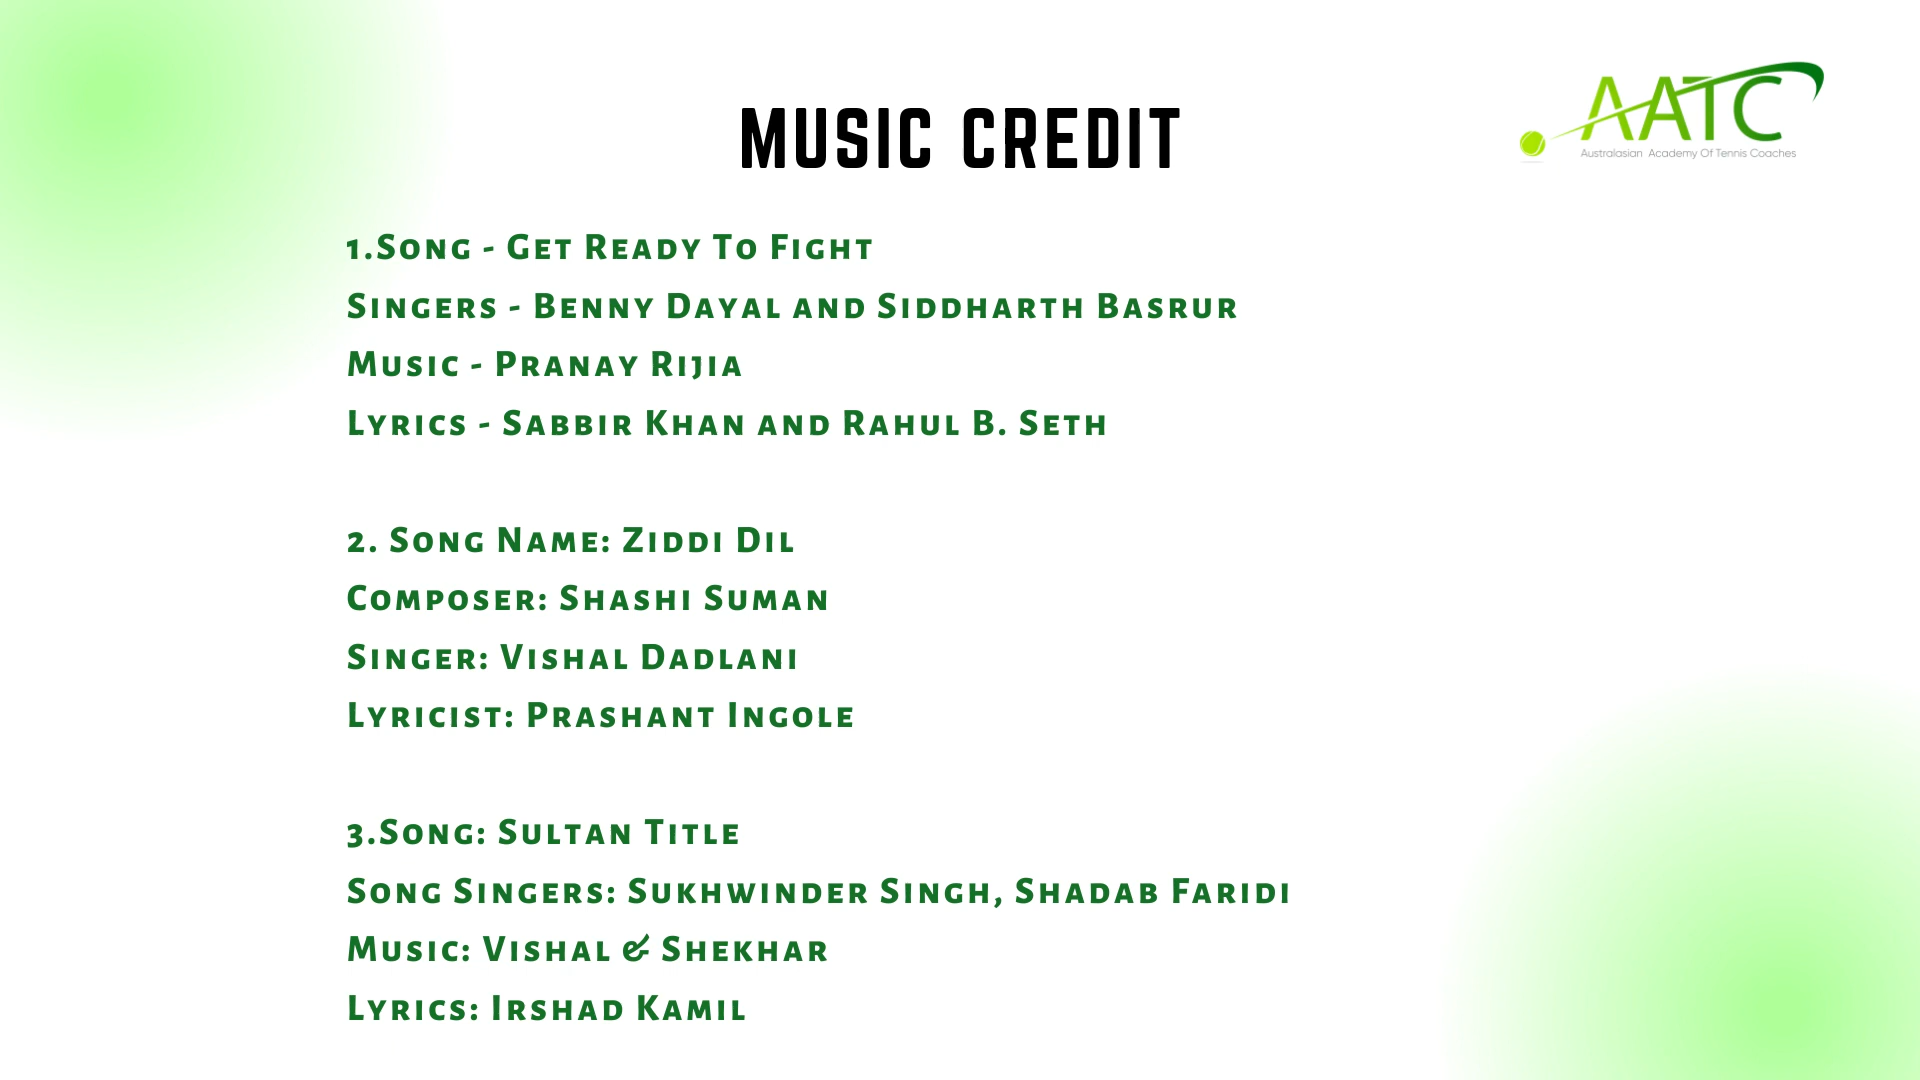 AATC
Australasian Academy Of Tennis Coaches
MUSIC CREDIT
1.Song - Get Ready To Fight
Singers - Benny Dayal and Siddharth Basrur
Music - Pranay Rijia
Lyrics - Sabbir Khan and Rahul B. Seth
2. Song Name: Ziddi Dil
Composer: Shashi Suman
Singer: Vishal Dadlani
Lyricist: Prashant Ingole
3.Song: Sultan Title
Song Singers: Sukhwinder Singh, Shadab Faridi
Music: Vishal & Shekhar
Lyrics: Irshad Kamil